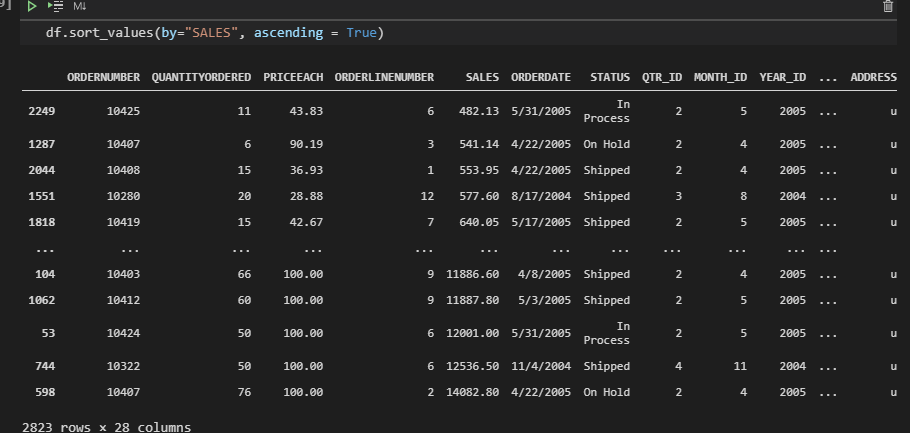 9]
M↓
df.sort_values(by="SALES", ascending = True)
ORDERNUMBER QUANTITYORDERED PRICEEACH ORDERLINENUMBER SALES ORDERDATE STATUS QTR_ID MONTH_ID YEAR_ID ... ADDRESS
2249 10425 11 43.83 6 482.13 5/31/2005 In Process 2 5 2005 ... u
1287 10407 6 90.19 3 541.14 4/22/2005 On Hold 2 4 2005 ... u
2044 10408 15 36.93 1 553.95 4/22/2005 Shipped 2 4 2005 ... u
1551 10280 20 28.88 12 577.60 8/17/2004 Shipped 3 8 2004 ... u
1818 10419 15 42.67 7 640.05 5/17/2005 Shipped 2 5 2005 ... u
... ... ... ... ... ... ... ... ... ... ... ...
104 10403 66 100.00 9 11886.60 4/8/2005 Shipped 2 4 2005 ... u
1062 10412 60 100.00 9 11887.80 5/3/2005 Shipped 2 5 2005 ... u
53 10424 50 100.00 6 12001.00 5/31/2005 In Process 2 5 2005 ... u
744 10322 50 100.00 6 12536.50 11/4/2004 Shipped 4 11 2004 ... u
598 10407 76 100.00 2 14082.80 4/22/2005 On Hold 2 4 2005 ... u
2823 rows × 28 columns